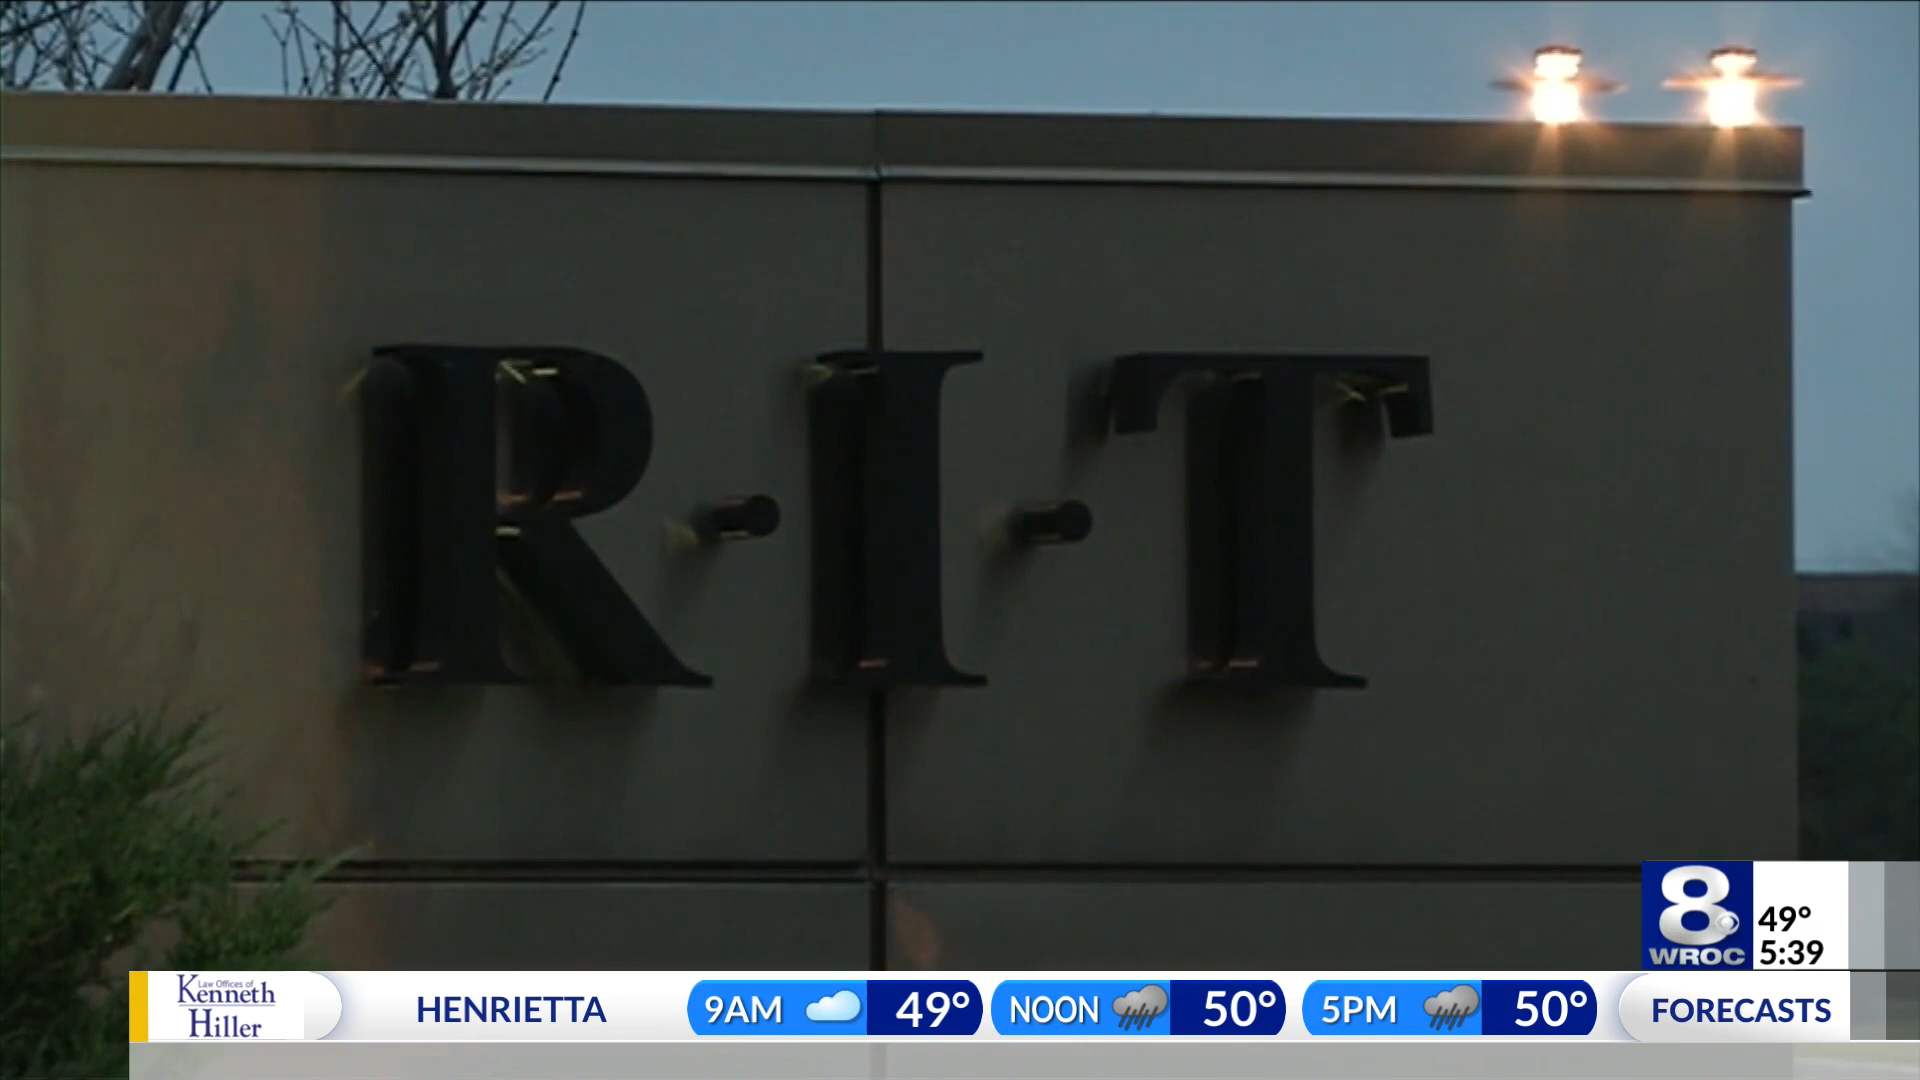 R·I·T
8
WROC
49°
5:39
Law Offices of
Kenneth
Hiller
HENRIETTA
9AM 49°
NOON 50°
5PM 50°
FORECASTS